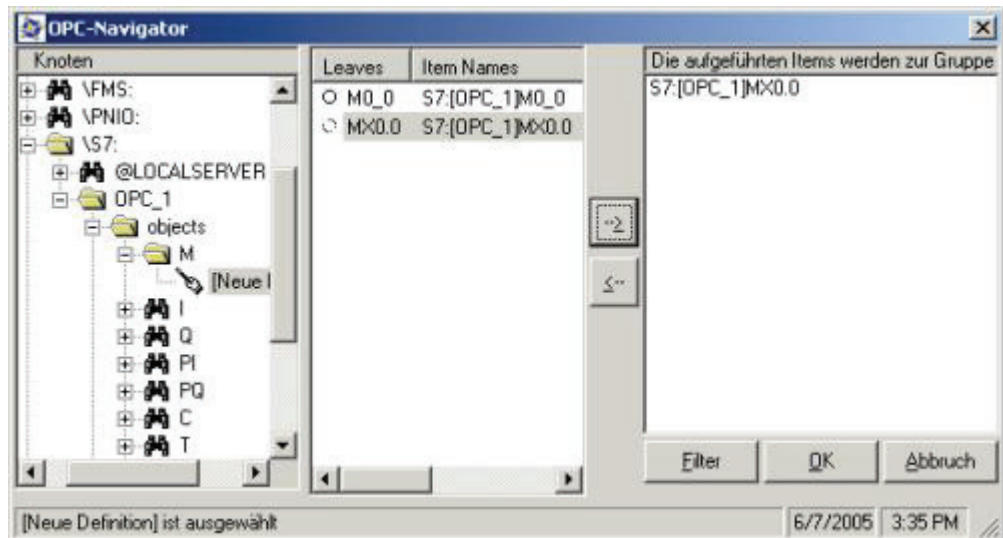 OPC-Navigator
Knoten
\FMS:
\PNIO:
\S7:
@LOCALSERVER
OPC_1
objects
M
[Neue
I
Q
PI
PQ
C
T
Leaves Item Names
M0_0 S7:[OPC_1]M0_0
MX0.0 S7:[OPC_1]MX0.0
Die aufgeführten Items werden zur Gruppe
S7:[OPC_1]MX0.0
Filter OK Abbruch
[Neue Definition] ist ausgewählt 6/7/2005 3:35 PM